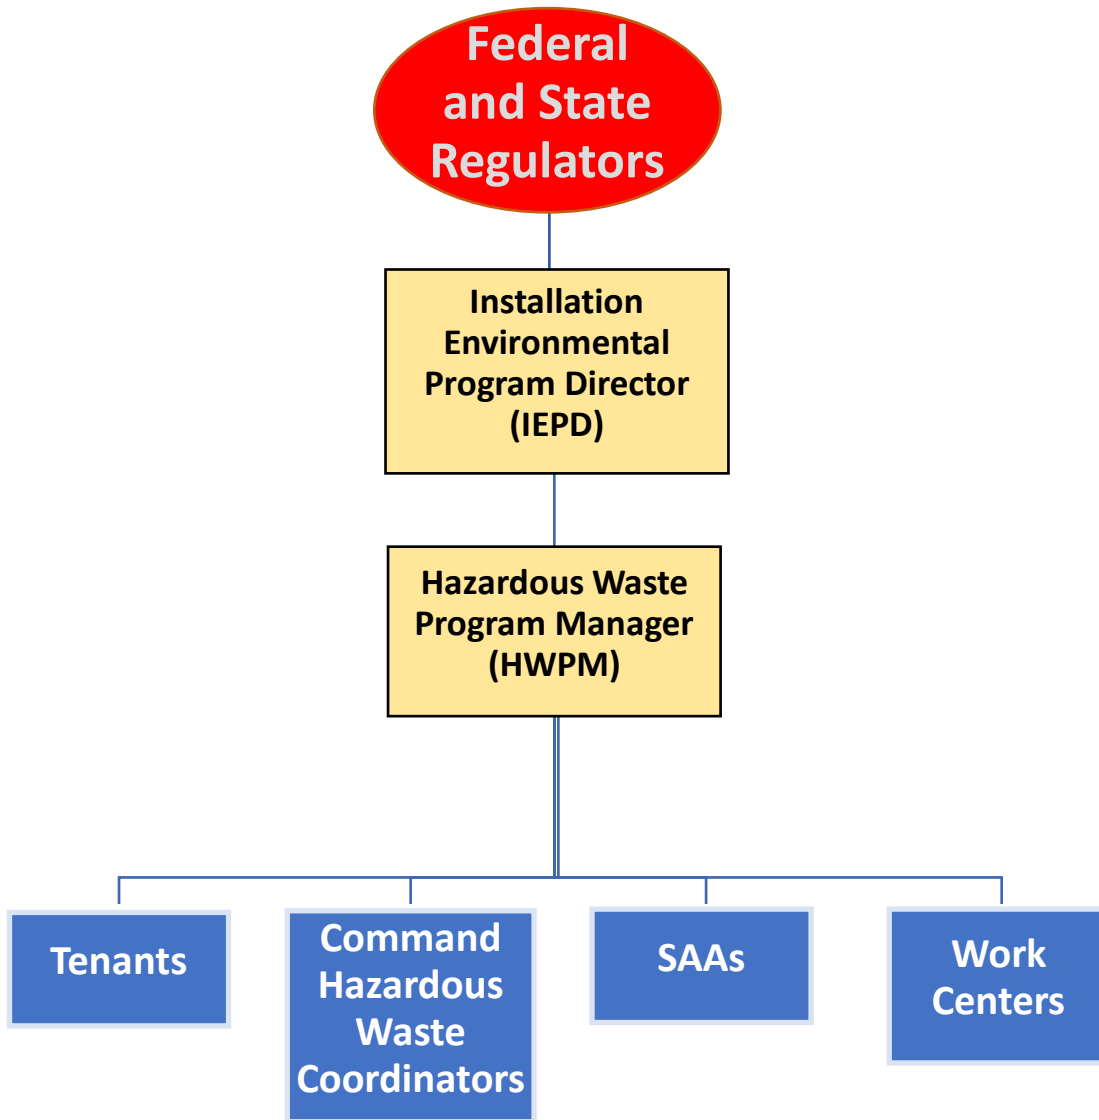 Federal
and State
Regulators
Installation
Environmental
Program Director
(IEPD)
Hazardous Waste
Program Manager
(HWPM)
Tenants
Command
Hazardous
Waste
Coordinators
SAAs
Work
Centers